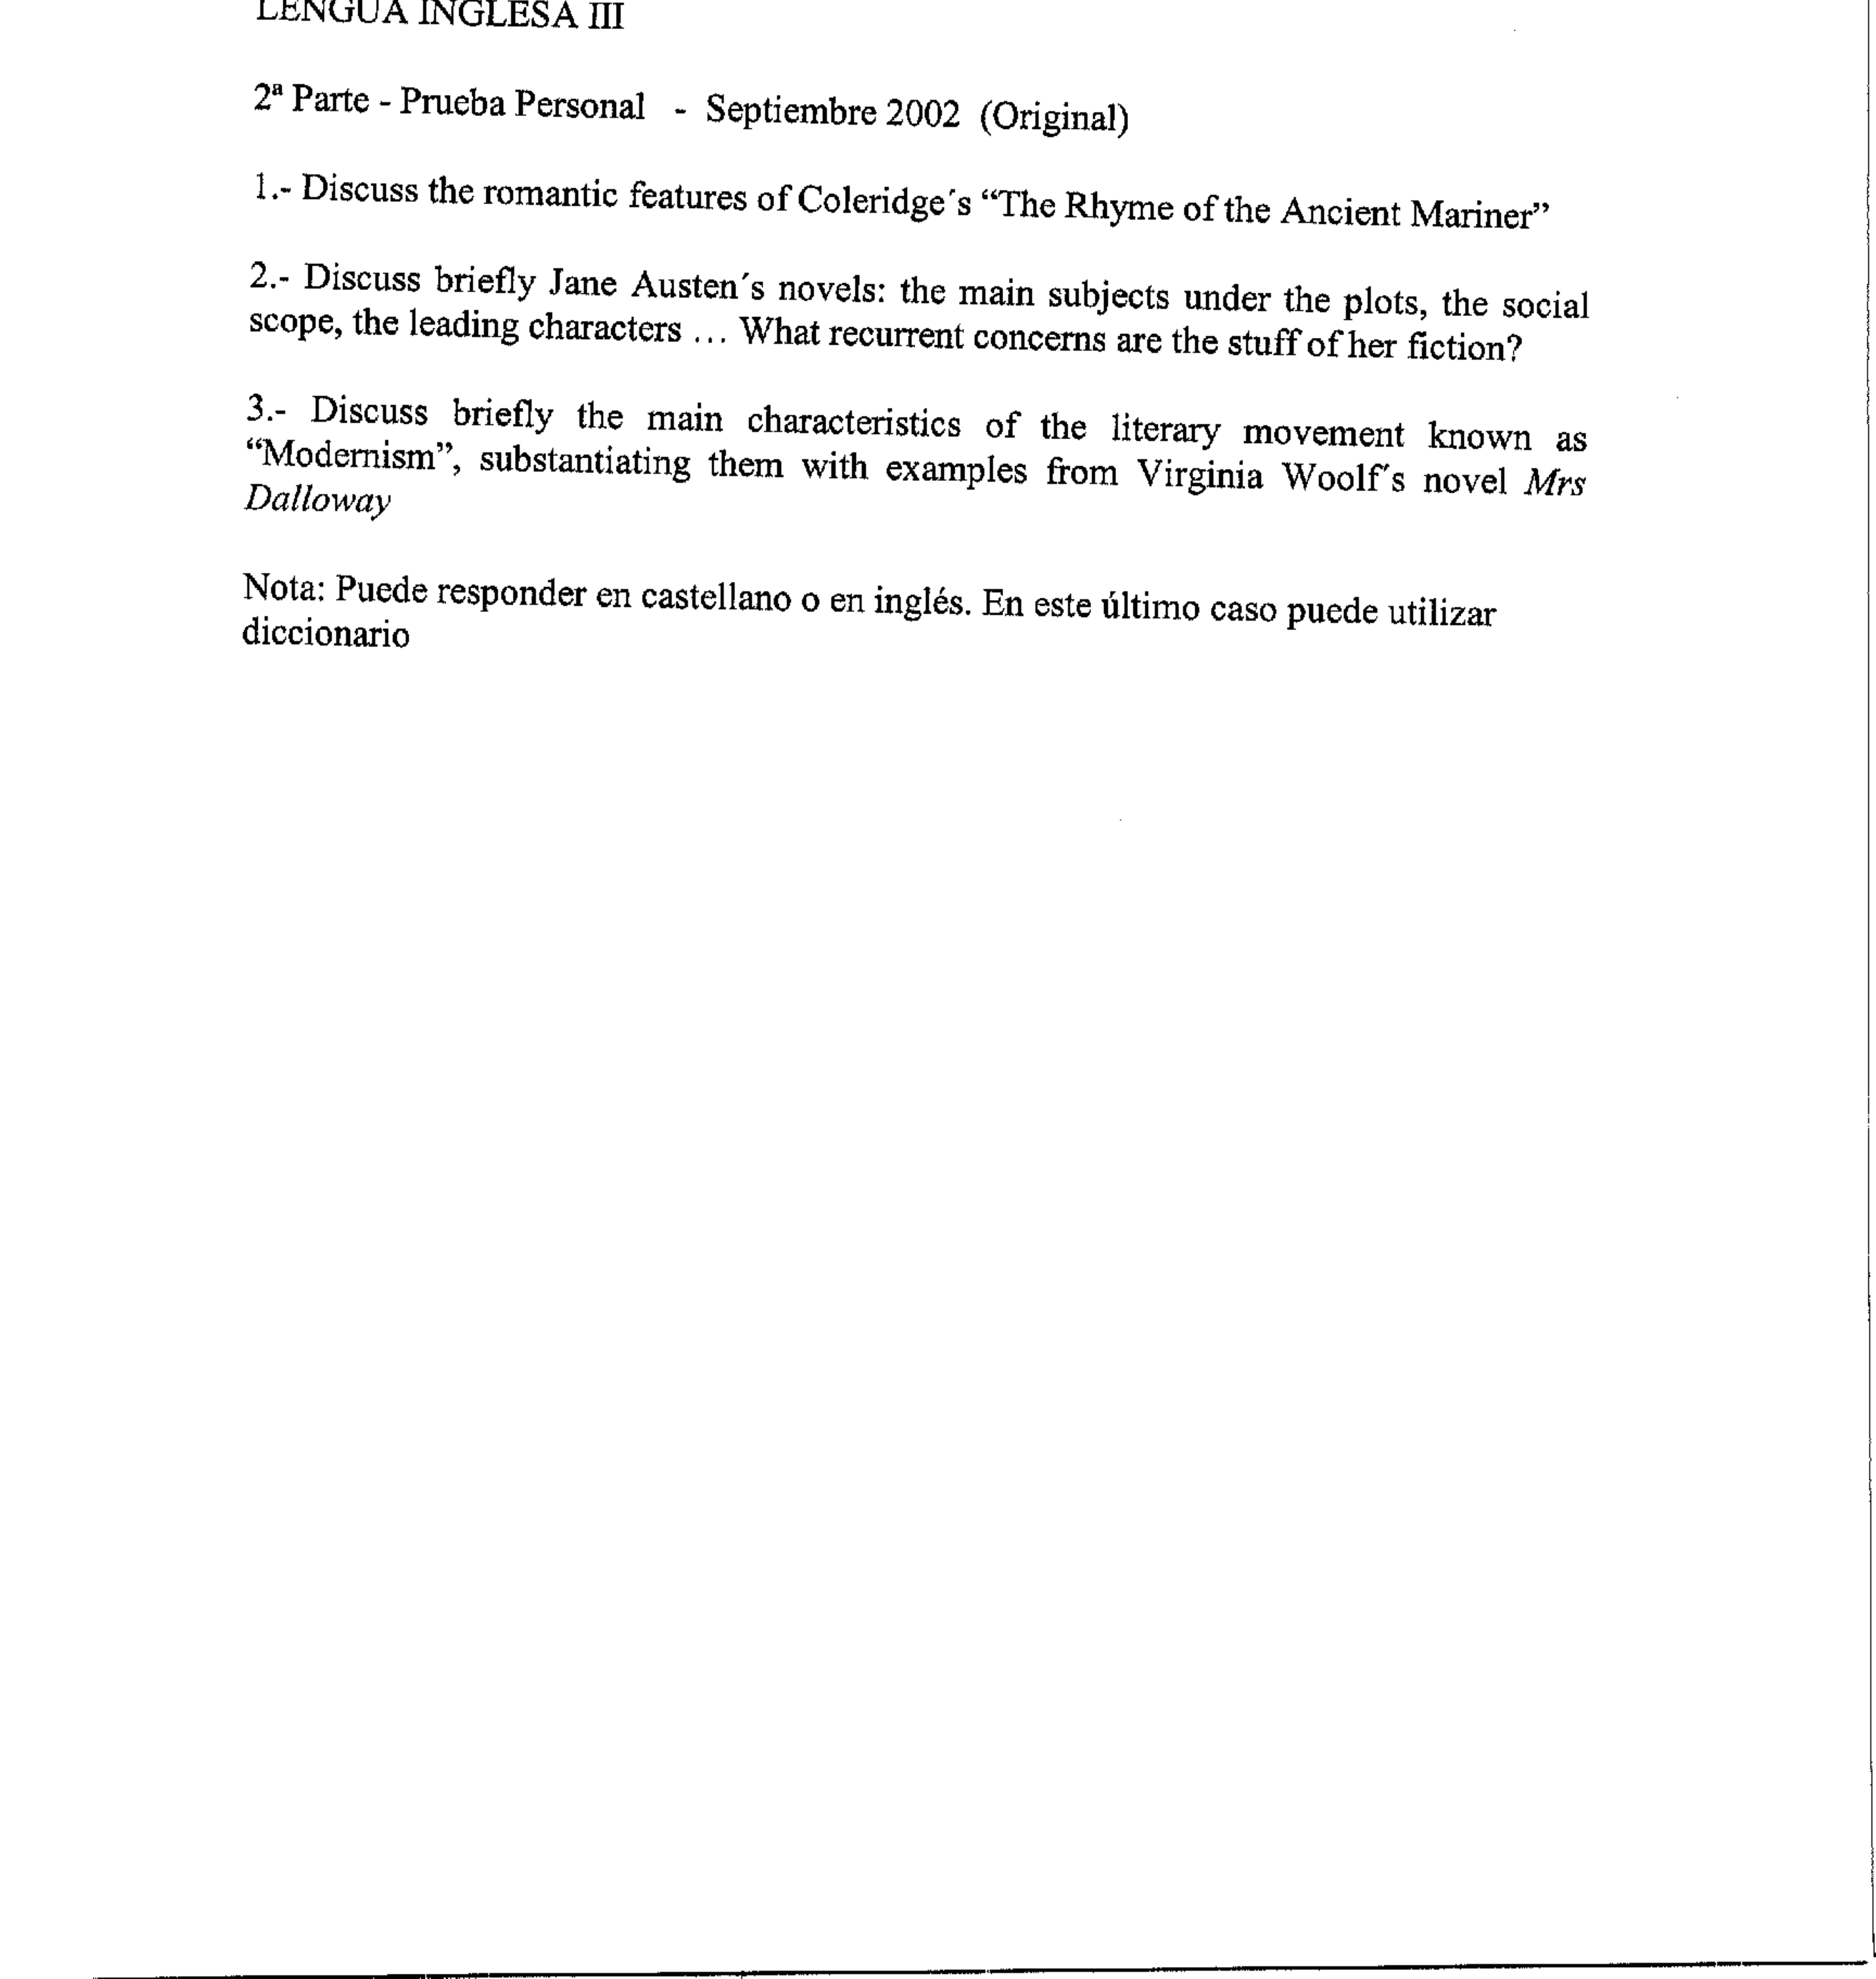 LENGUA INGLESA III
2ª Parte - Prueba Personal - Septiembre 2002 (Original)
1.- Discuss the romantic features of Coleridge´s “The Rhyme of the Ancient Mariner”
2.- Discuss briefly Jane Austen´s novels: the main subjects under the plots, the social
scope, the leading characters ... What recurrent concerns are the stuff of her fiction?
3.- Discuss briefly the main characteristics of the literary movement known as
“Modernism”, substantiating them with examples from Virginia Woolf's novel Mrs
Dalloway
Nota: Puede responder en castellano o en inglés. En este último caso puede utilizar
diccionario